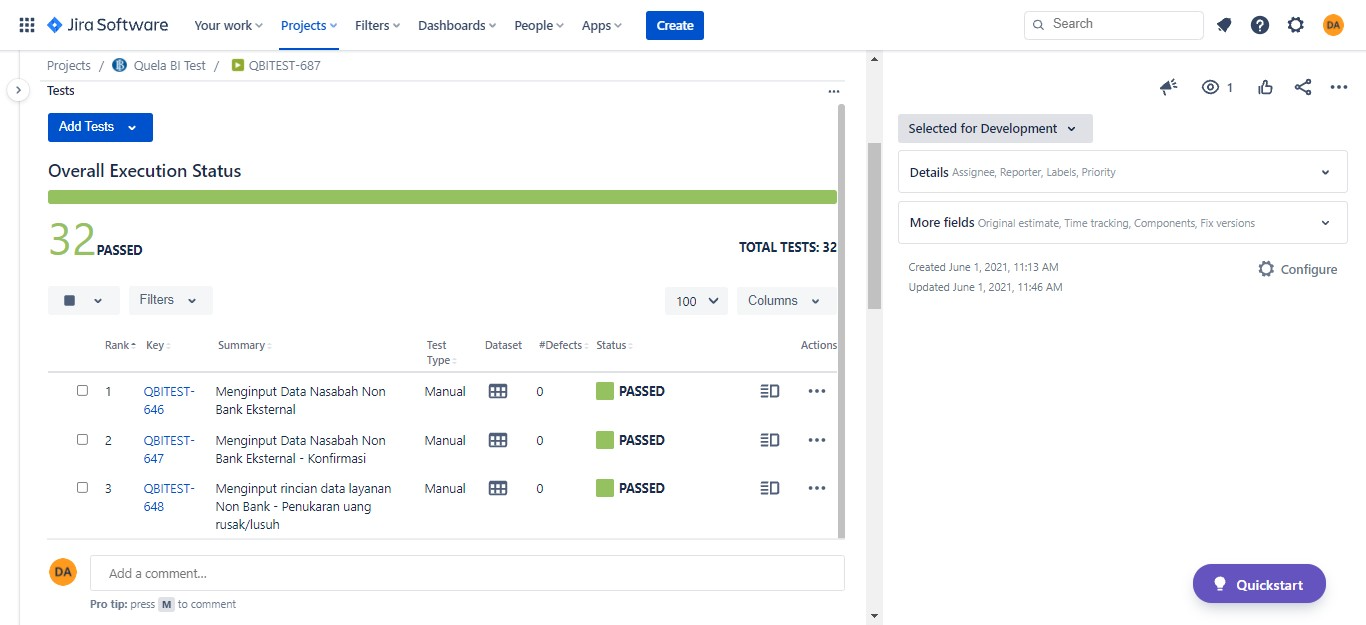 Jira Software
Your work
Projects
Filters
Dashboards
People
Apps
Create
Search
DA
Projects / Quela BI Test / QBITEST-687
Tests
Add Tests
Overall Execution Status
32 PASSED
TOTAL TESTS: 32
Filters
100
Columns
Rank Key Summary Test Type Dataset #Defects Status Actions
1 QBITEST-646 Menginput Data Nasabah Non Bank Eksternal Manual 0 PASSED
2 QBITEST-647 Menginput Data Nasabah Non Bank Eksternal - Konfirmasi Manual 0 PASSED
3 QBITEST-648 Menginput rincian data layanan Non Bank - Penukaran uang rusak/lusuh Manual 0 PASSED
DA
Add a comment...
Pro tip: press M to comment
1
Selected for Development
Details Assignee, Reporter, Labels, Priority
More fields Original estimate, Time tracking, Components, Fix versions
Created June 1, 2021, 11:13 AM
Updated June 1, 2021, 11:46 AM
Configure
Quickstart